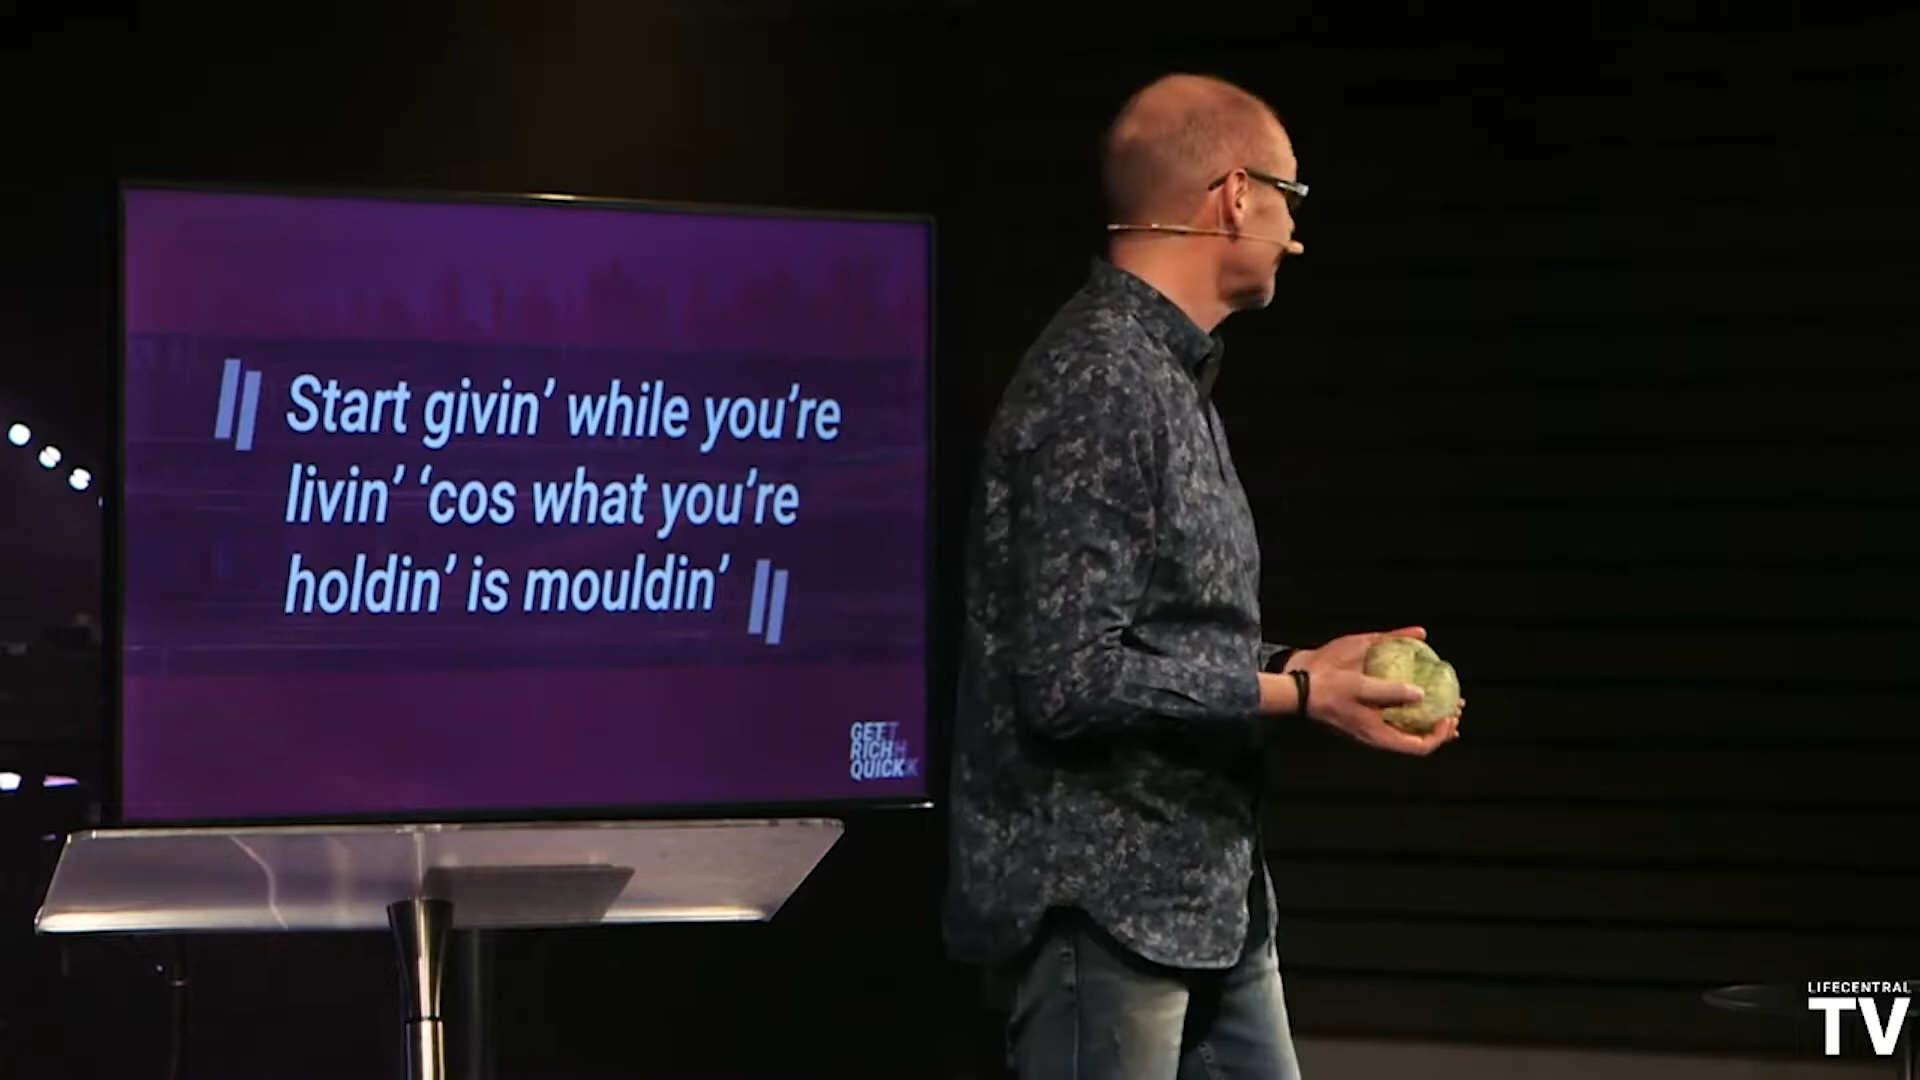 Start givin’ while you’re
livin’ ‘cos what you’re
holdin’ is mouldin’
GET
RICH
QUICK
LIFECENTRAL
TV